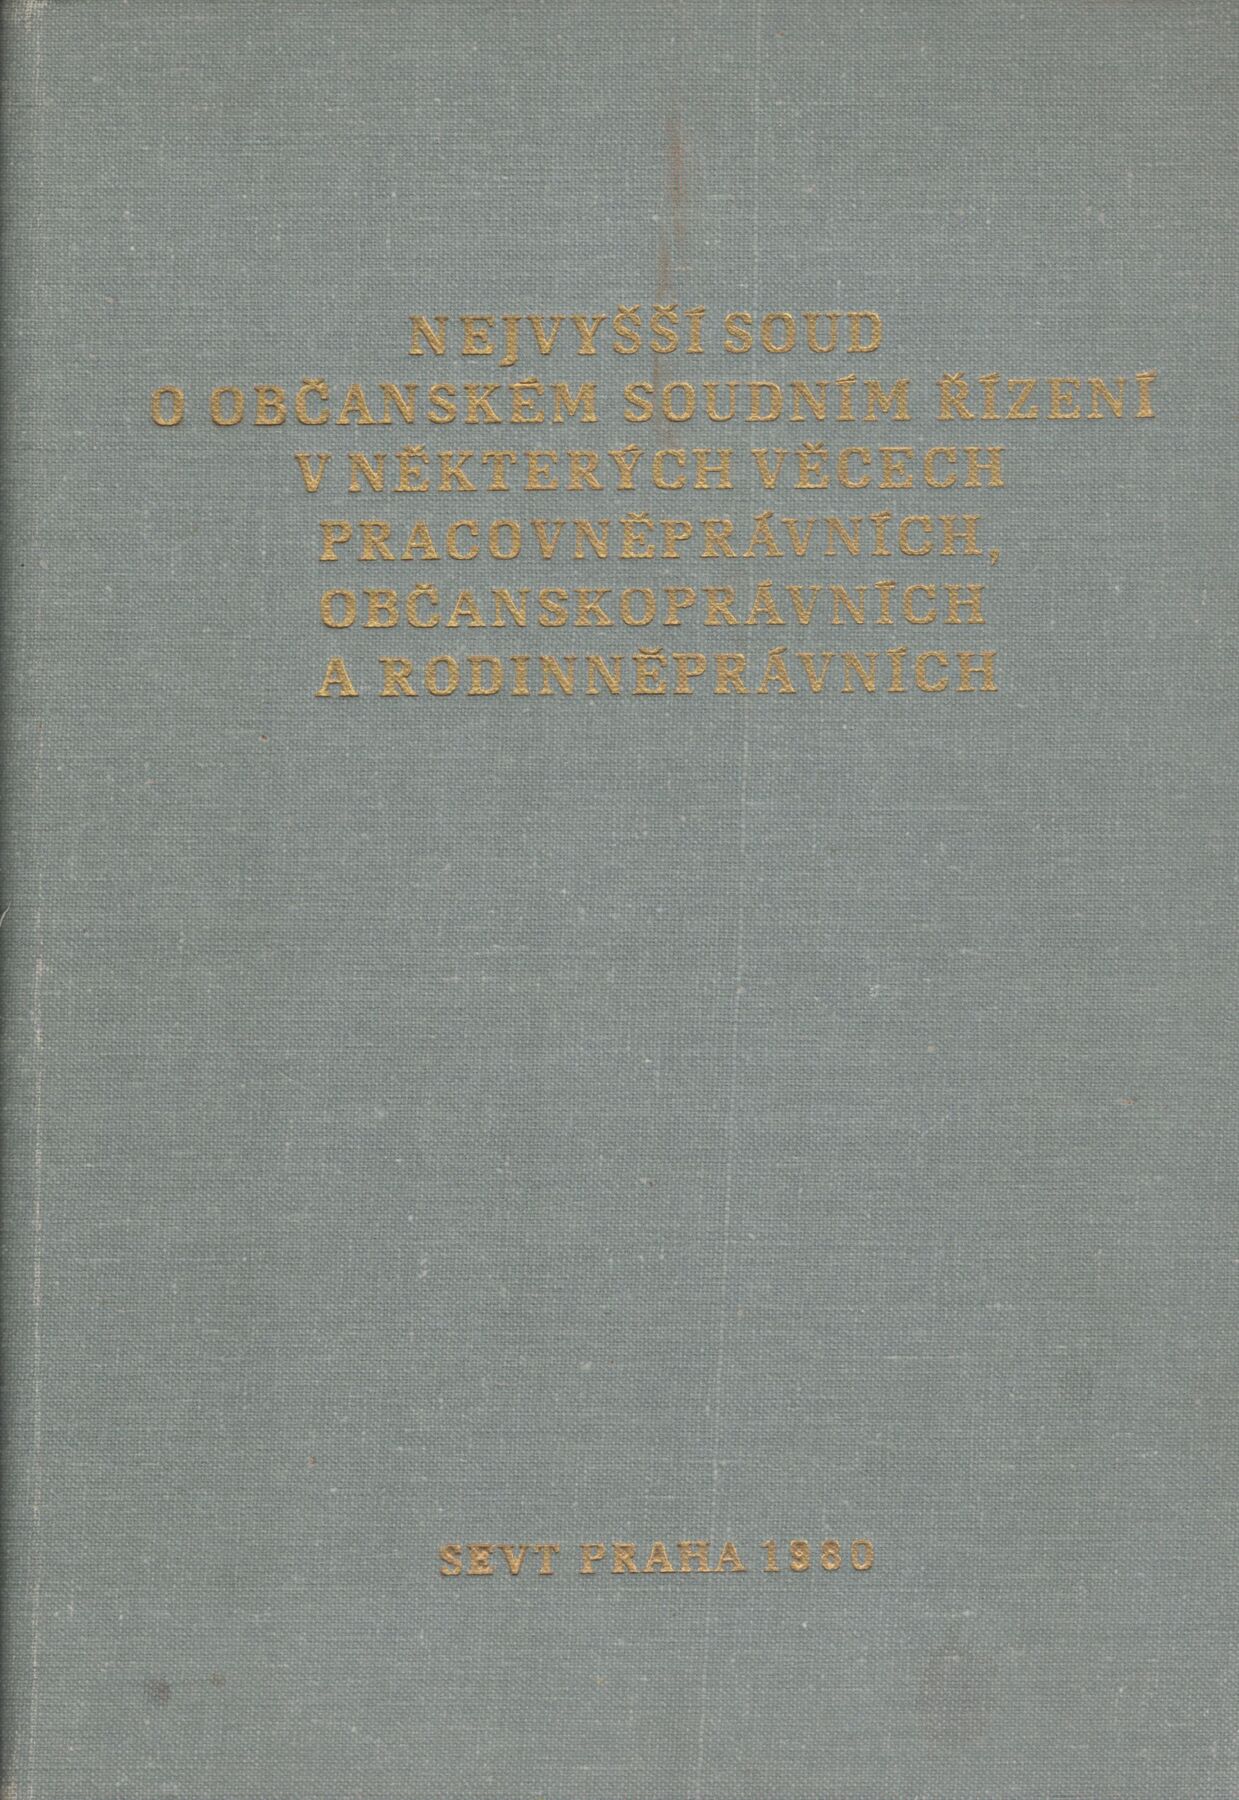 NEJVYŠŠÍ SOUD
O OBČANSKÉM SOUDNÍM ŘÍZENÍ
V NĚKTERÝCH VĚCECH
PRACOVNĚPRÁVNÍCH,
OBČANSKOPRÁVNÍCH
A RODINNĚPRÁVNÍCH
SEVT PRAHA 1980